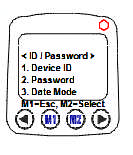 < ID / Password >
1. Device ID
2. Password
3. Date Mode
M1-Esc, M2-Select
M1 M2